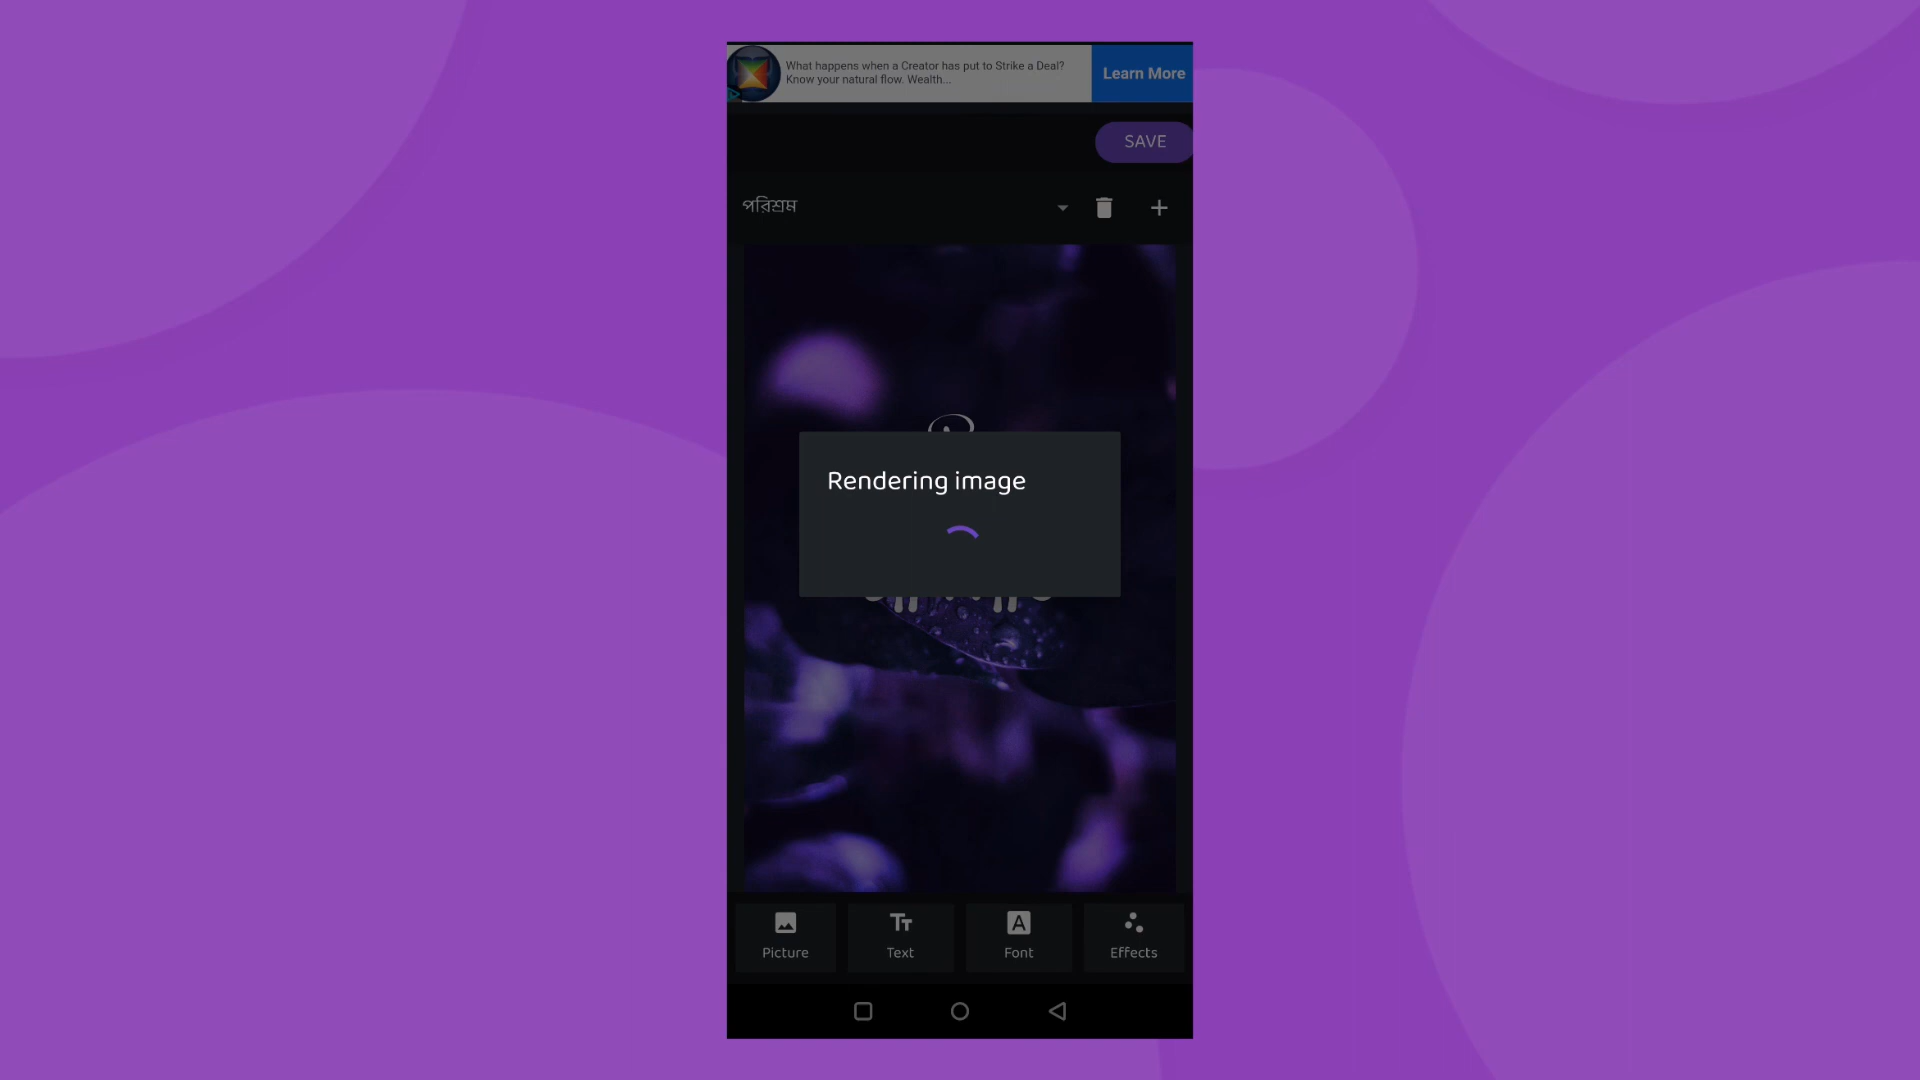 What happens when a Creator has put to Strike a Deal?
Know your natural flow. Wealth...
Learn More
SAVE
পরিশ্রম
Rendering image
Picture
Text
Font
Effects